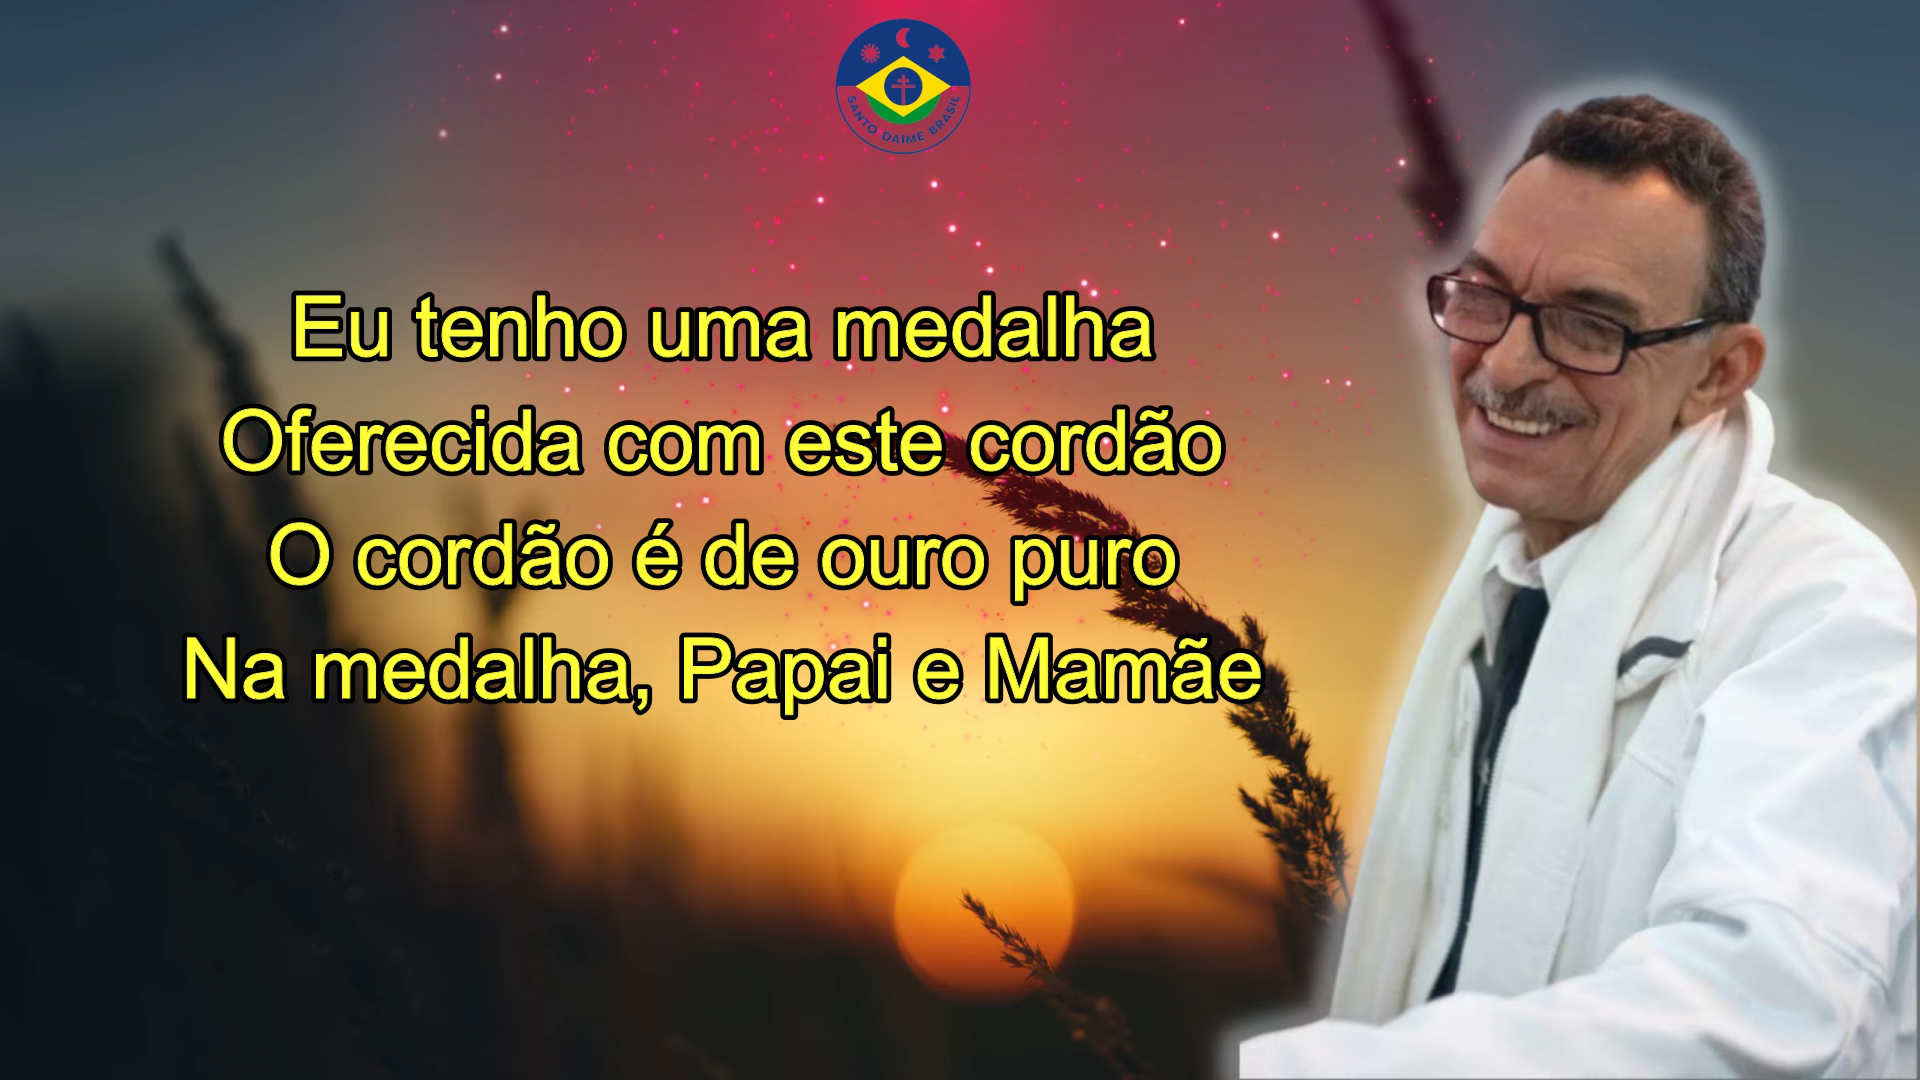 SANTO DAIME BRASIL
Eu tenho uma medalha
Oferecida com este cordão
O cordão é de ouro puro
Na medalha, Papai e Mamãe